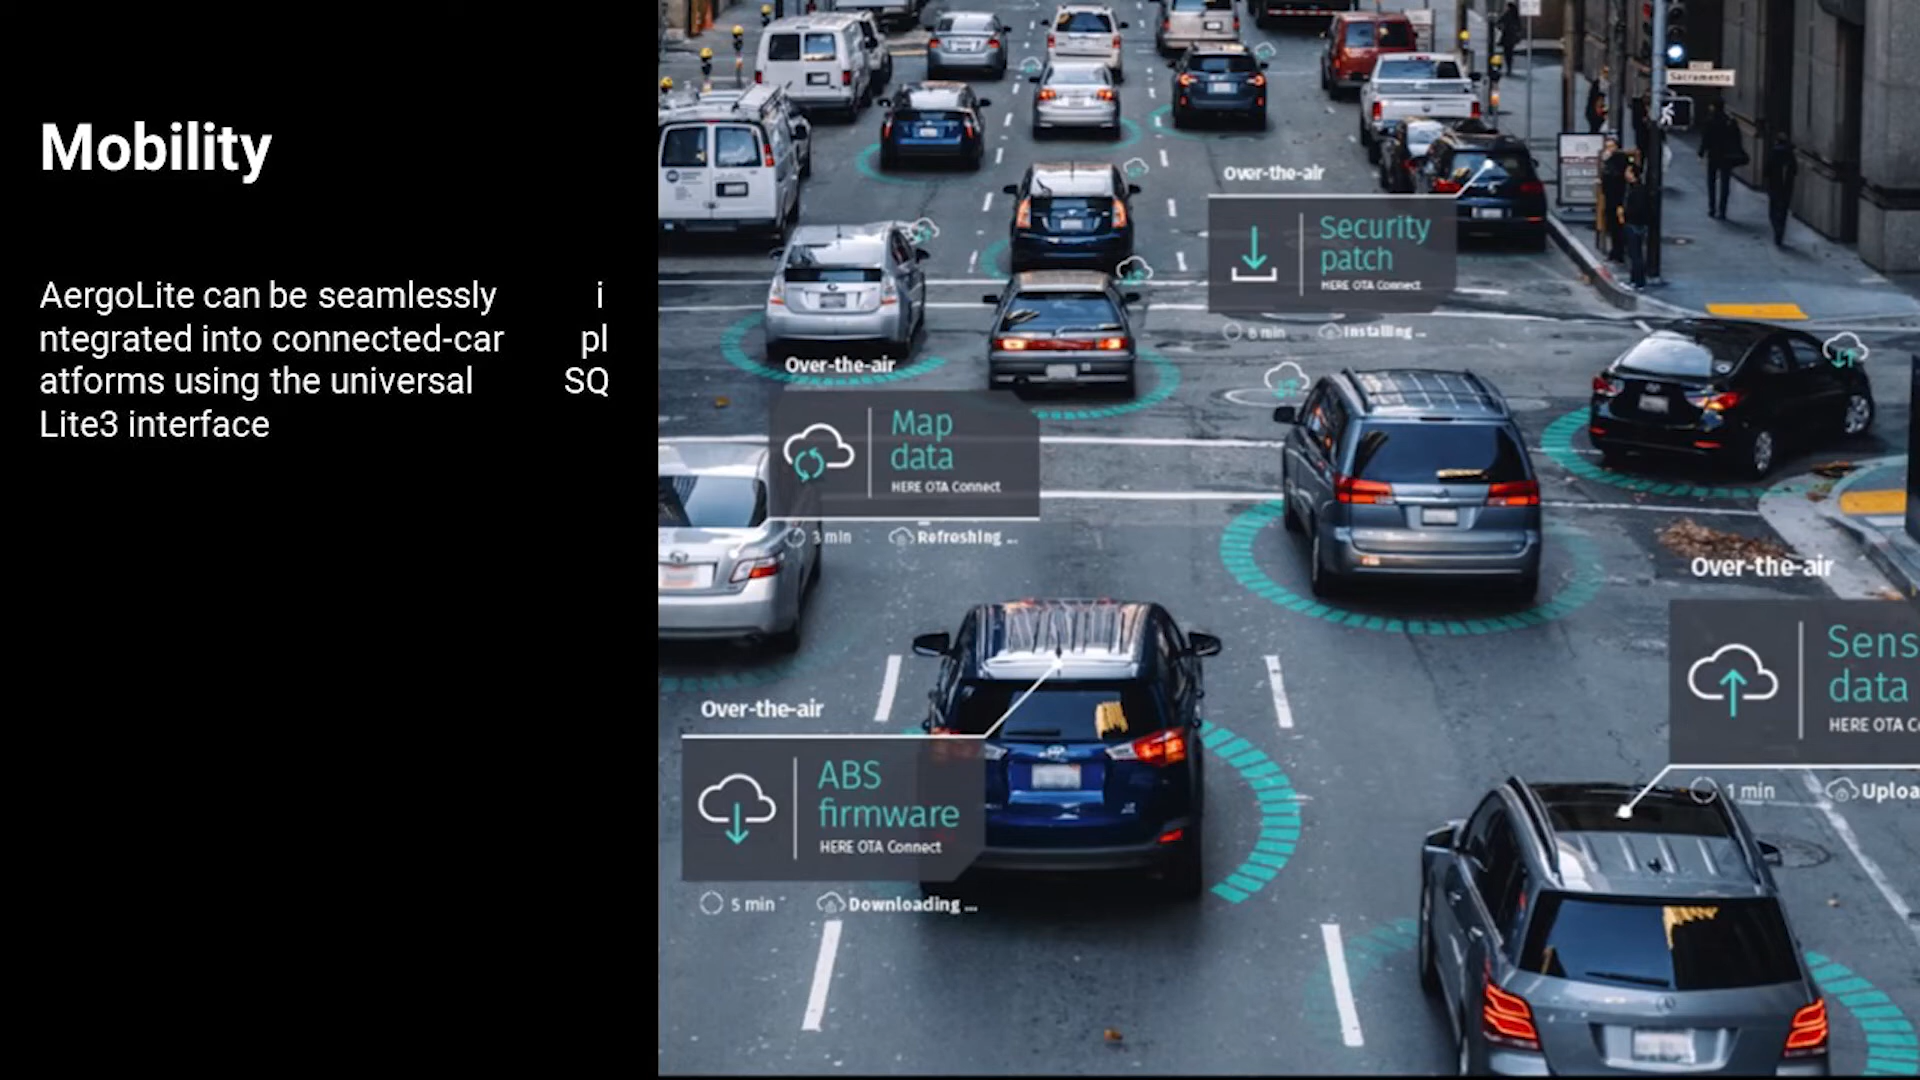 Mobility
AergoLite can be seamlessly i
ntegrated into connected-car pl
atforms using the universal SQ
Lite3 interface
Sacramento
Over-the-air
Security
patch
HERE OTA Connect
8 min Installing ...
Over-the-air
Map
data
HERE OTA Connect
3 min Refreshing ...
Over-the-air
Sens
data
HERE OTA C
1 min Uploa
Over-the-air
ABS
firmware
HERE OTA Connect
5 min Downloading ...